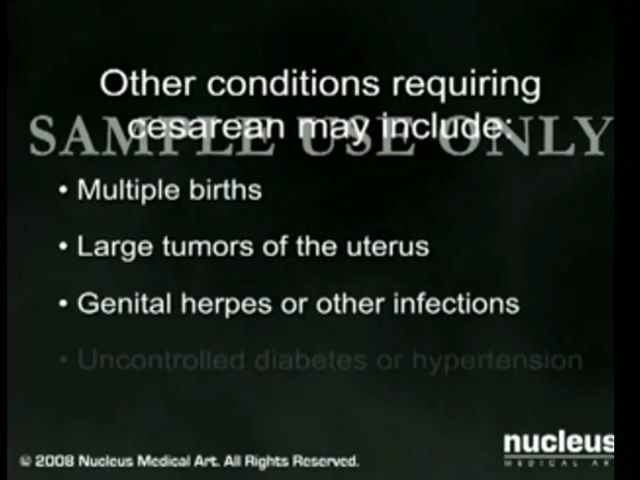 Other conditions requiring
cesarean may include:
SAMPLE USE ONLY
• Multiple births
• Large tumors of the uterus
• Genital herpes or other infections
• Uncontrolled diabetes or hypertension
nucleus
MEDICAL AR
© 2008 Nucleus Medical Art. All Rights Reserved.